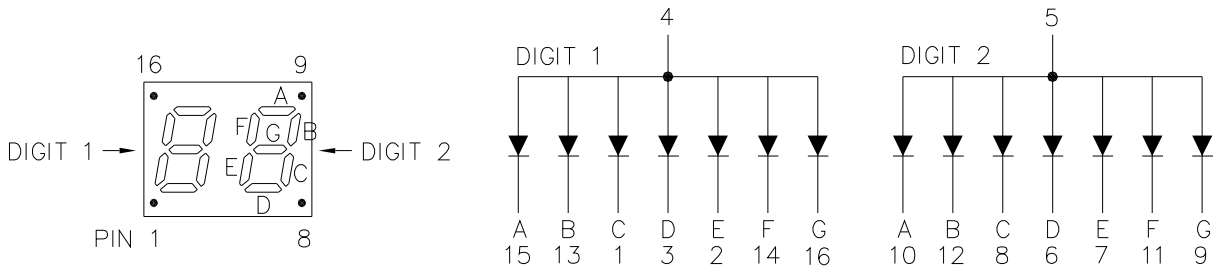 16 9
A
F B
G
E C
D
DIGIT 1
DIGIT 2
PIN 1 8
4
DIGIT 1
A B C D E F G
15 13 1 3 2 14 16
5
DIGIT 2
A B C D E F G
10 12 8 6 7 11 9